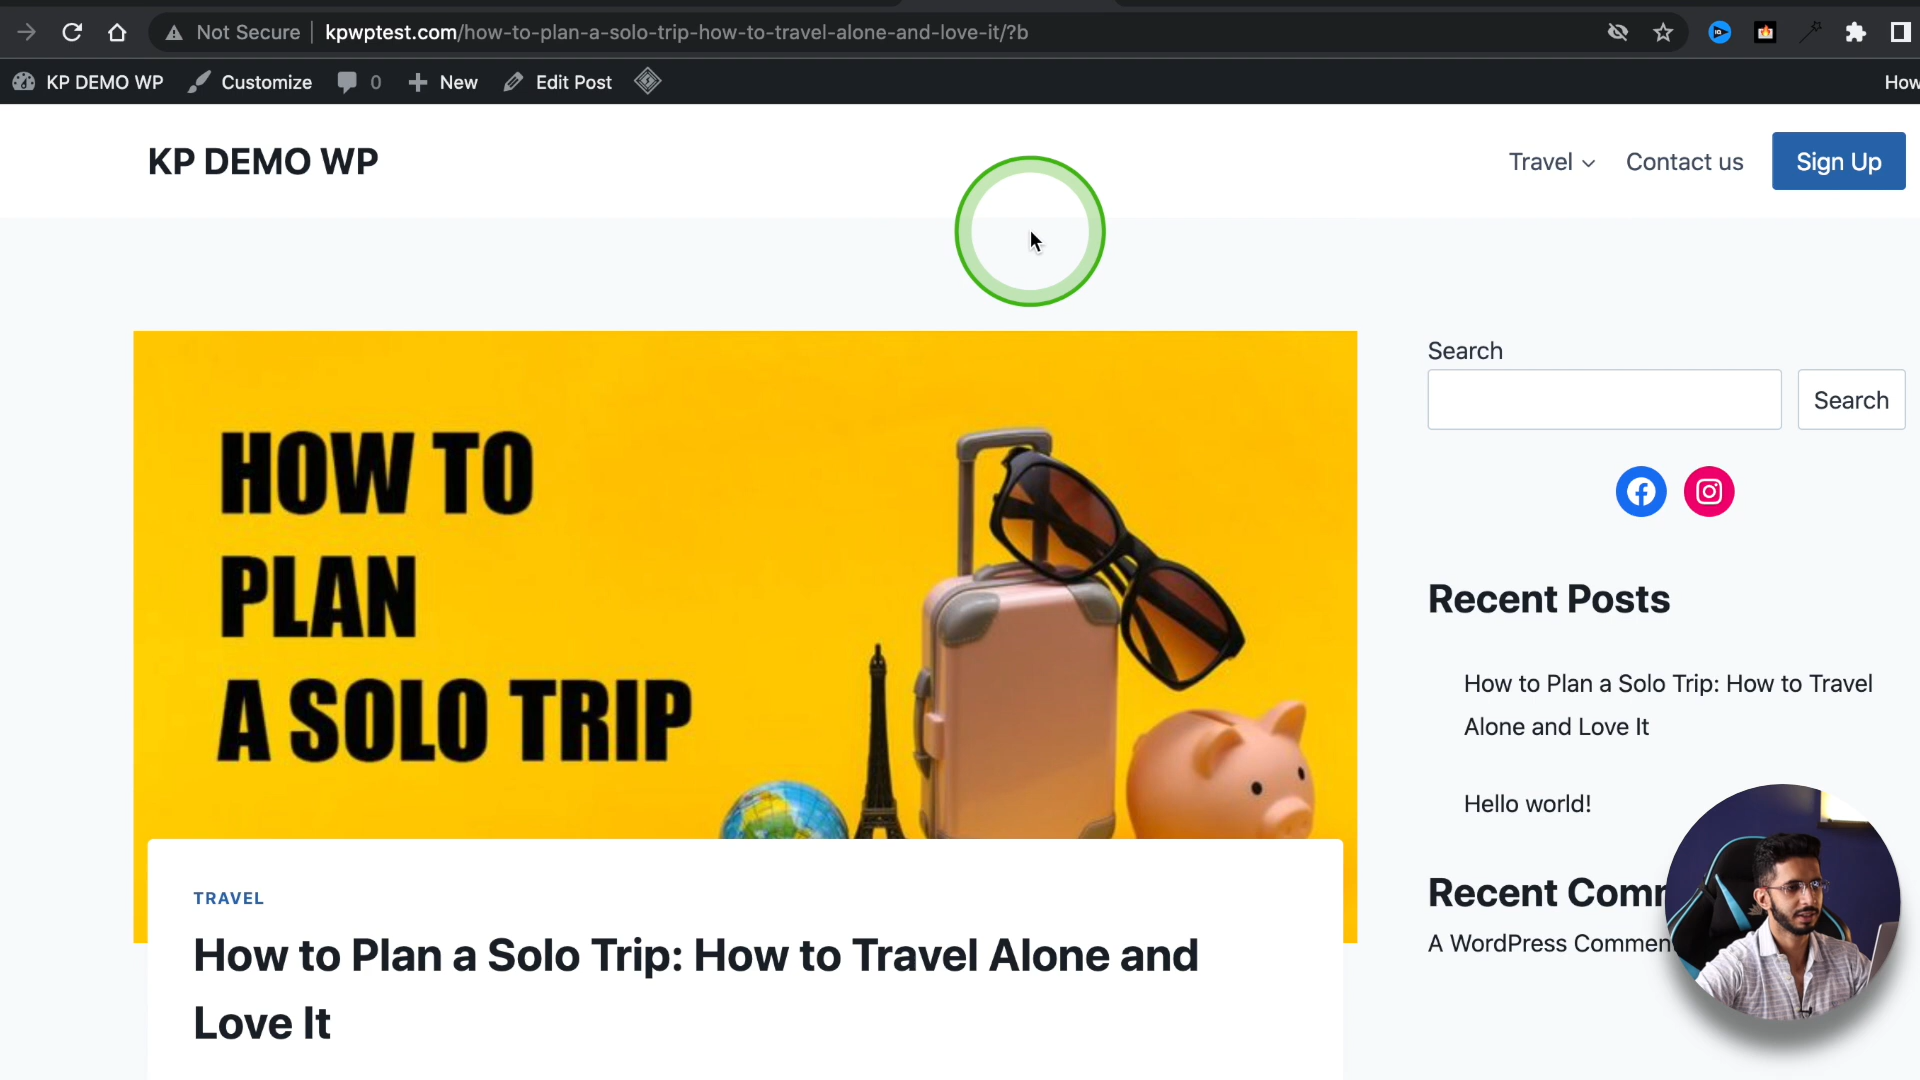 Not Secure kpwptest.com/how-to-plan-a-solo-trip-how-to-travel-alone-and-love-it/?b
KP DEMO WP Customize 0 New Edit Post How
KP DEMO WP Travel Contact us Sign Up
HOW TO
PLAN
A SOLO TRIP
Search
Search
Recent Posts
How to Plan a Solo Trip: How to Travel
Alone and Love It
Hello world!
Recent Comm
A WordPress Commen
TRAVEL
How to Plan a Solo Trip: How to Travel Alone and
Love It